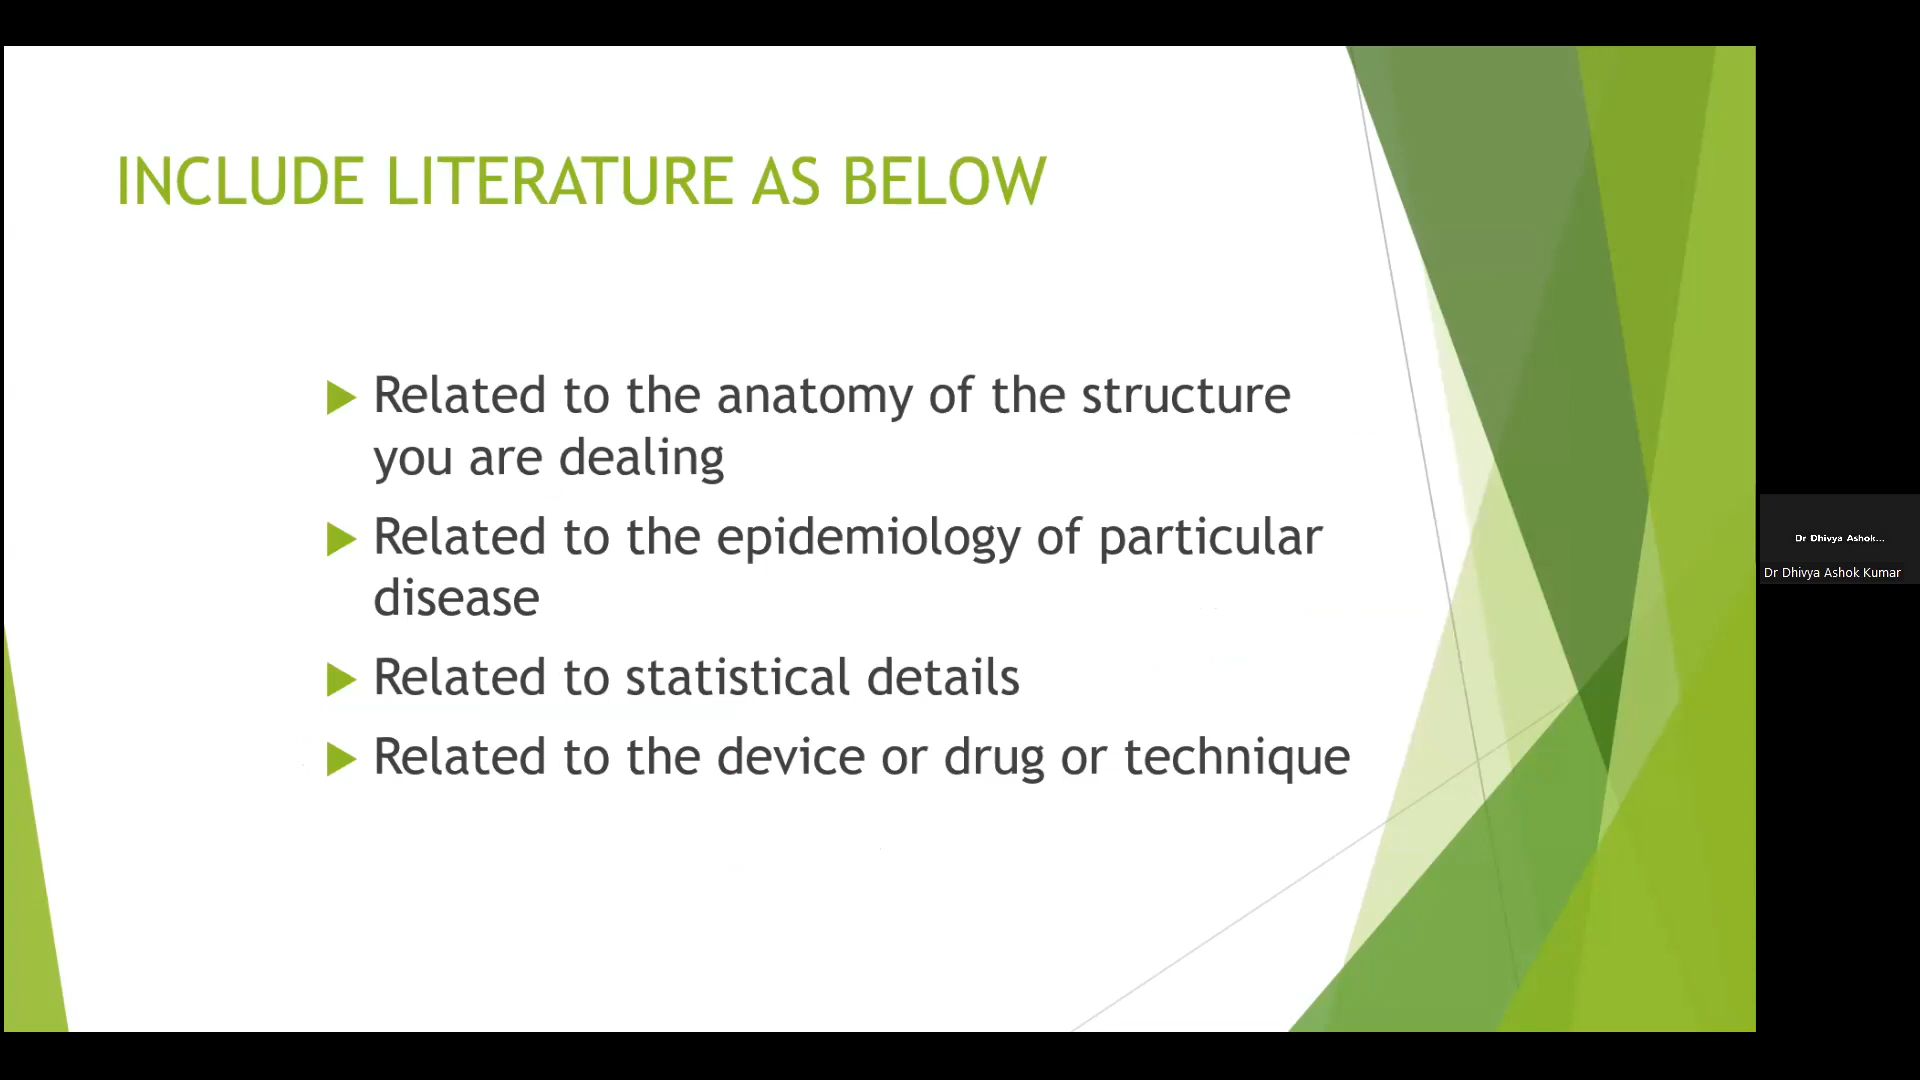 INCLUDE LITERATURE AS BELOW
Related to the anatomy of the structure
you are dealing
Related to the epidemiology of particular
disease
Related to statistical details
Related to the device or drug or technique
Dr Dhivya Ashok...
Dr Dhivya Ashok Kumar